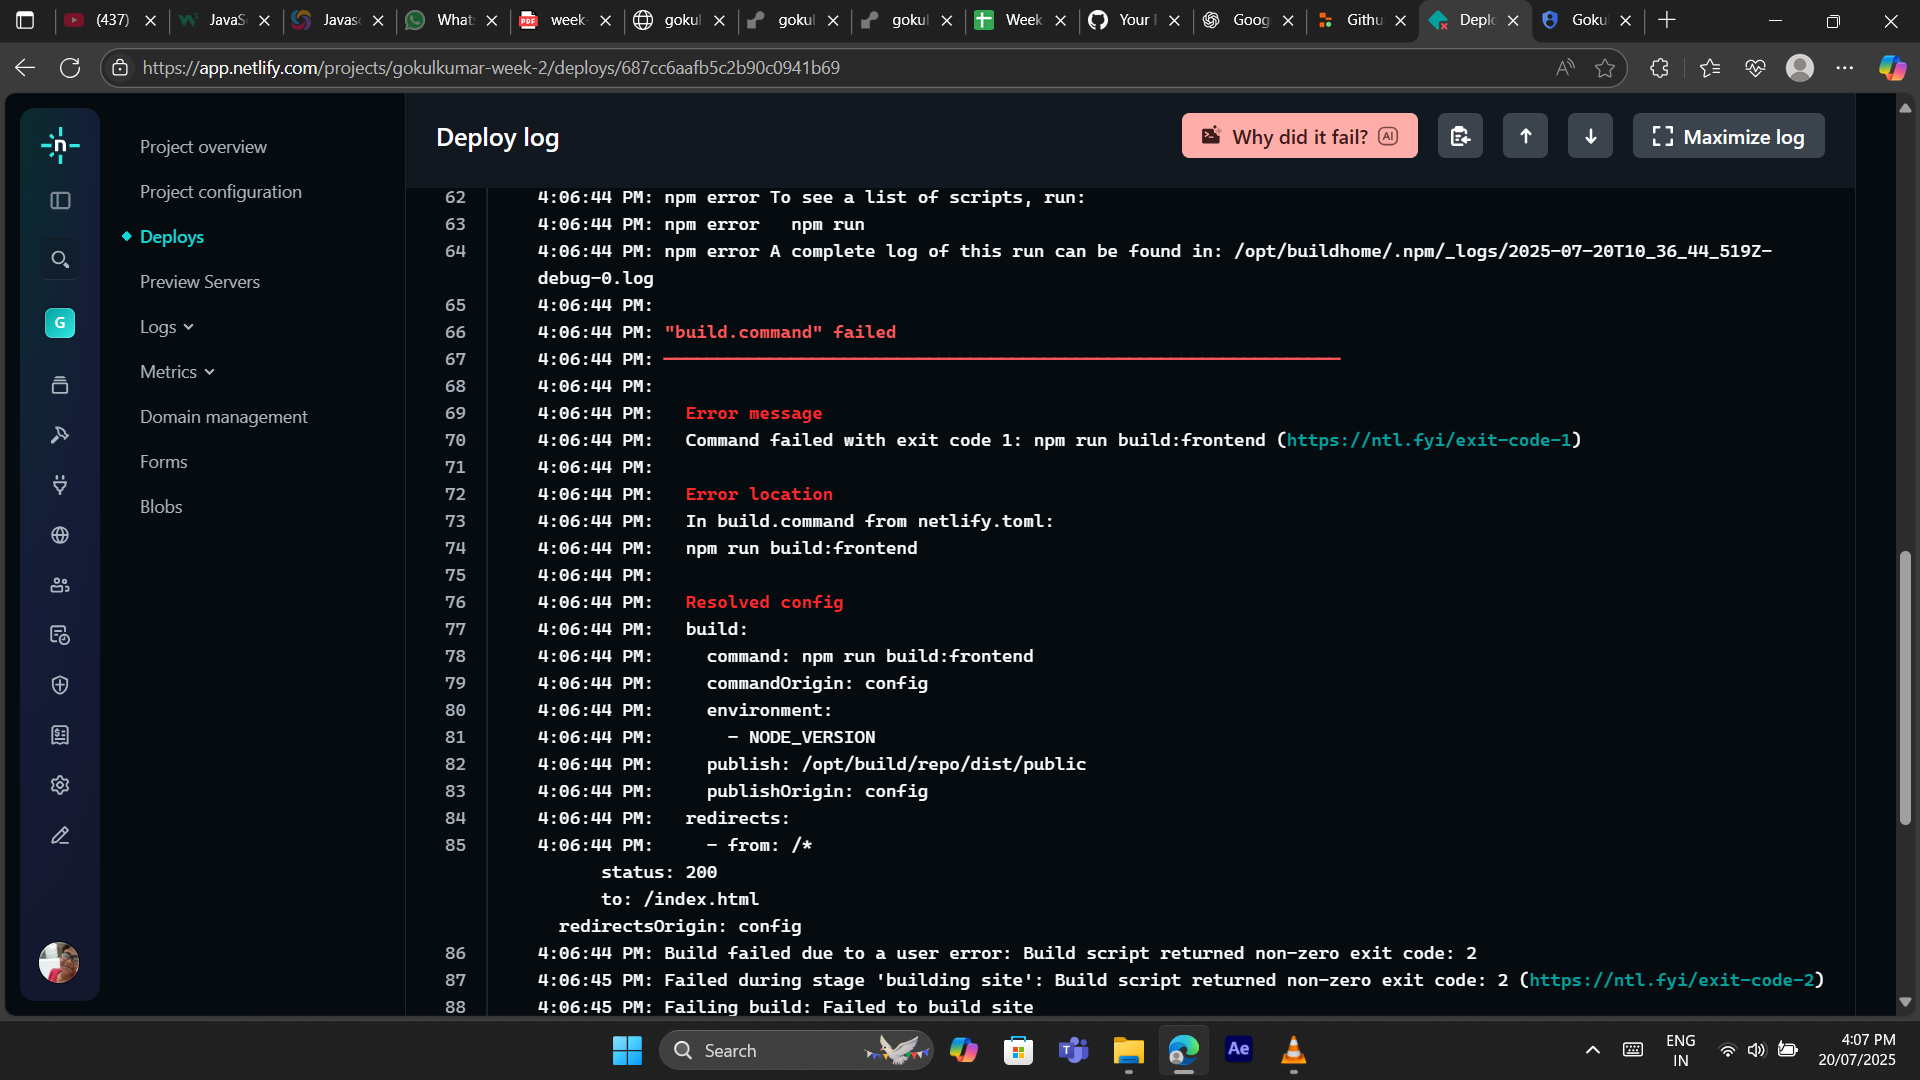 (437)
JavaSc
Javasc
Whats
week-
gokul
gokul
gokul
Week
Your
Goog
Githu
Deplo
Gokul
https://app.netlify.com/projects/gokulkumar-week-2/deploys/687cc6aafb5c2b90c0941b69
n
G
Project overview
Project configuration
Deploys
Preview Servers
Logs
Metrics
Domain management
Forms
Blobs
Deploy log
Why did it fail? AI
Maximize log
62 4:06:44 PM: npm error To see a list of scripts, run:
63 4:06:44 PM: npm error   npm run
64 4:06:44 PM: npm error A complete log of this run can be found in: /opt/buildhome/.npm/_logs/2025-07-20T10_36_44_519Z-
debug-0.log
65 4:06:44 PM:
66 4:06:44 PM: "build.command" failed
67 4:06:44 PM: ────────────────────────────────────────────────────────────────
68 4:06:44 PM:
69 4:06:44 PM:   Error message
70 4:06:44 PM:   Command failed with exit code 1: npm run build:frontend (https://ntl.fyi/exit-code-1)
71 4:06:44 PM:
72 4:06:44 PM:   Error location
73 4:06:44 PM:   In build.command from netlify.toml:
74 4:06:44 PM:   npm run build:frontend
75 4:06:44 PM:
76 4:06:44 PM:   Resolved config
77 4:06:44 PM:   build:
78 4:06:44 PM:     command: npm run build:frontend
79 4:06:44 PM:     commandOrigin: config
80 4:06:44 PM:     environment:
81 4:06:44 PM:       - NODE_VERSION
82 4:06:44 PM:     publish: /opt/build/repo/dist/public
83 4:06:44 PM:     publishOrigin: config
84 4:06:44 PM:   redirects:
85 4:06:44 PM:     - from: /*
status: 200
to: /index.html
redirectsOrigin: config
86 4:06:44 PM: Build failed due to a user error: Build script returned non-zero exit code: 2
87 4:06:45 PM: Failed during stage 'building site': Build script returned non-zero exit code: 2 (https://ntl.fyi/exit-code-2)
88 4:06:45 PM: Failing build: Failed to build site
Search
Ae
ENG
IN
4:07 PM
20/07/2025